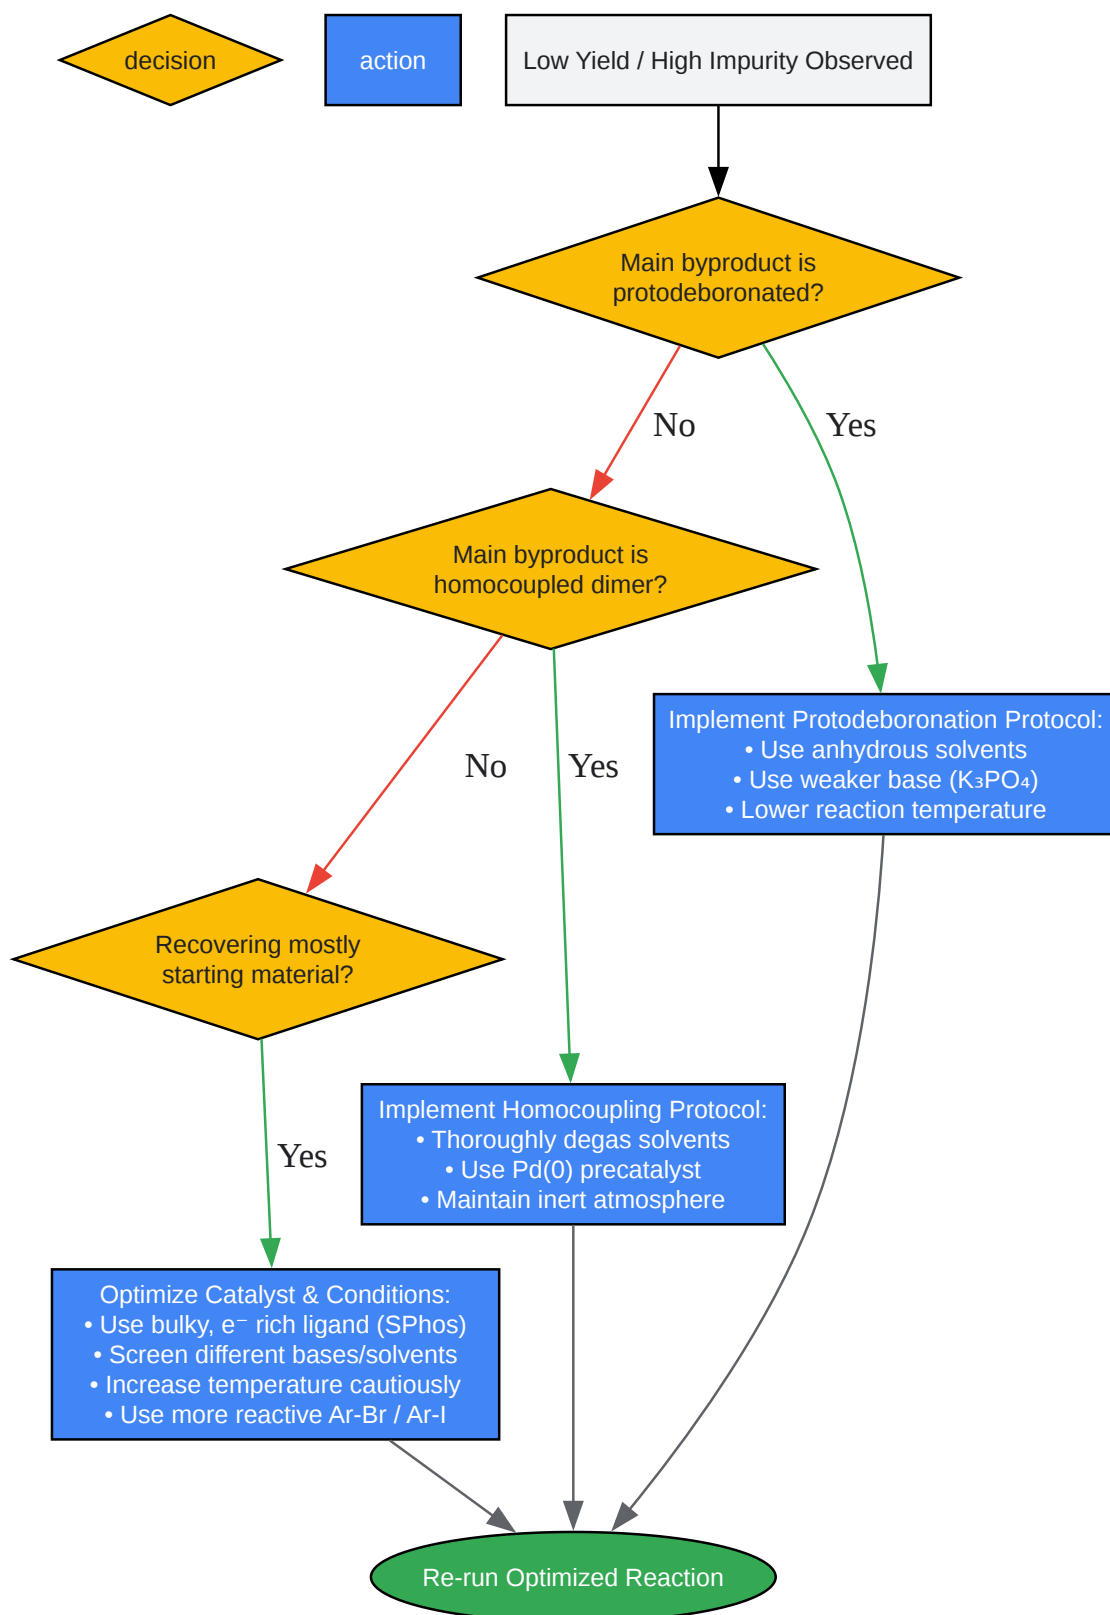 decision
action
Low Yield / High Impurity Observed
Main byproduct is
protodeboronated?
No
Yes
Main byproduct is
homocoupled dimer?
No
Yes
Implement Protodeboronation Protocol:
• Use anhydrous solvents
• Use weaker base (K₃PO₄)
• Lower reaction temperature
Recovering mostly
starting material?
Yes
Implement Homocoupling Protocol:
• Thoroughly degas solvents
• Use Pd(0) precatalyst
• Maintain inert atmosphere
Optimize Catalyst & Conditions:
• Use bulky, e⁻ rich ligand (SPhos)
• Screen different bases/solvents
• Increase temperature cautiously
• Use more reactive Ar-Br / Ar-I
Re-run Optimized Reaction